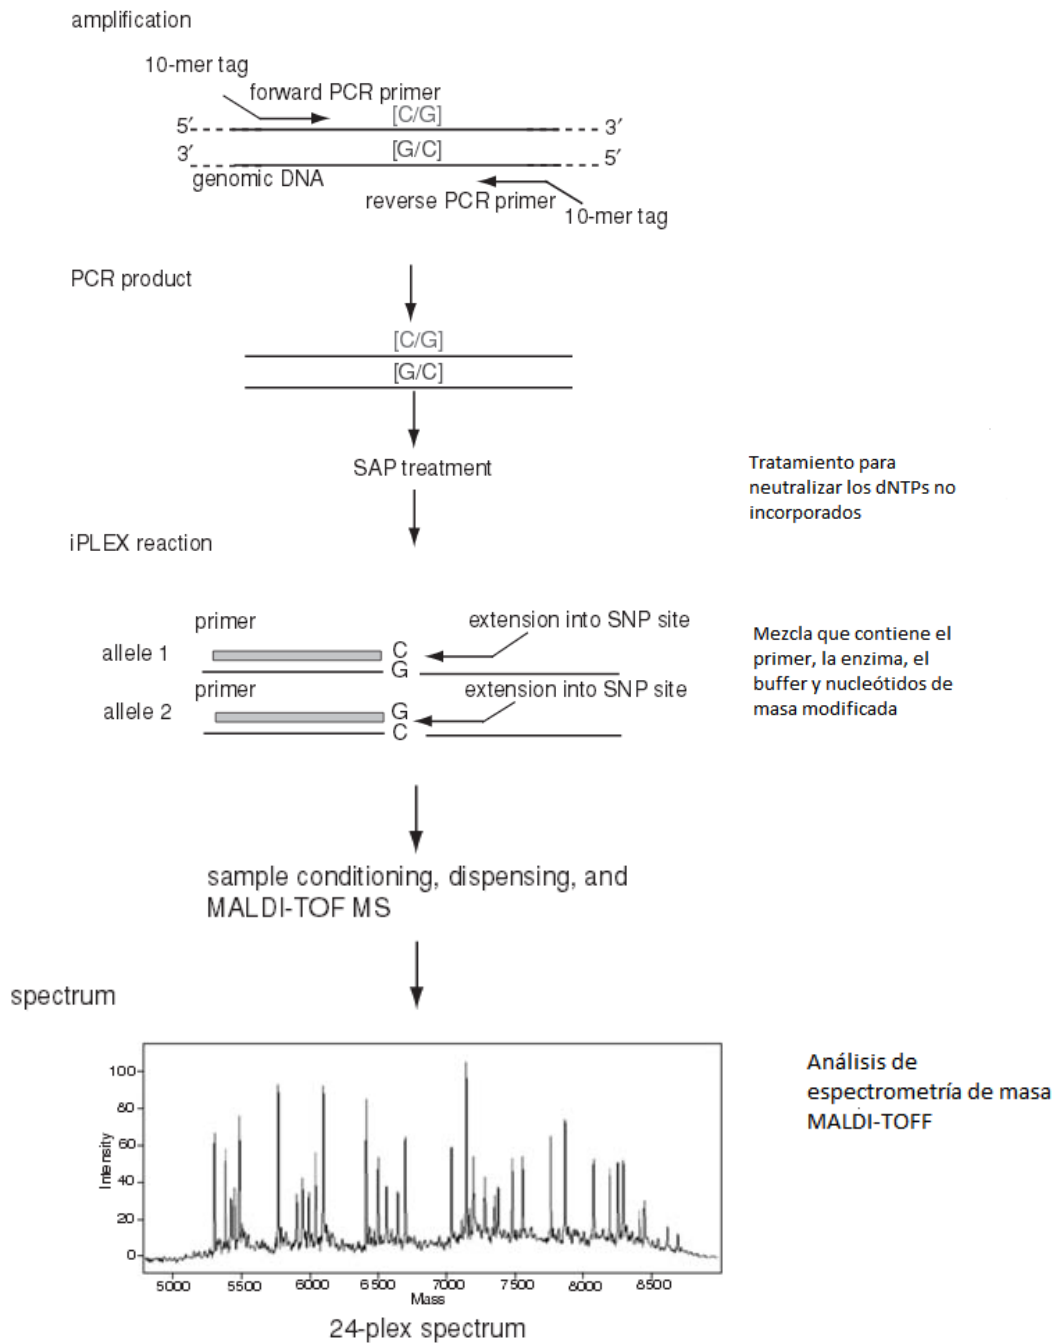 amplification
10-mer tag
forward PCR primer
[C/G]
5′
3′
[G/C]
3′
5′
genomic DNA
reverse PCR primer
10-mer tag
PCR product
[C/G]
[G/C]
SAP treatment
Tratamiento para
neutralizar los dNTPs no
incorporados
iPLEX reaction
primer
extension into SNP site
allele 1
C
G
primer
extension into SNP site
allele 2
G
C
Mezcla que contiene el
primer, la enzima, el
buffer y nucleótidos de
masa modificada
sample conditioning, dispensing, and
MALDI-TOF MS
spectrum
Análisis de
espectrometría de masa
MALDI-TOFF
100
80
60
40
20
0
Intensity
5000 5500 6000 6500 7000 7500 8000 8500
Mass
24-plex spectrum